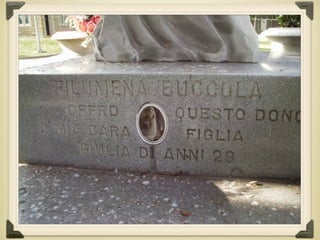 FILUMENA BUCCOLA
OFFRO QUESTO DONO
MIA CARA FIGLIA
GIULIA DI ANNI 29